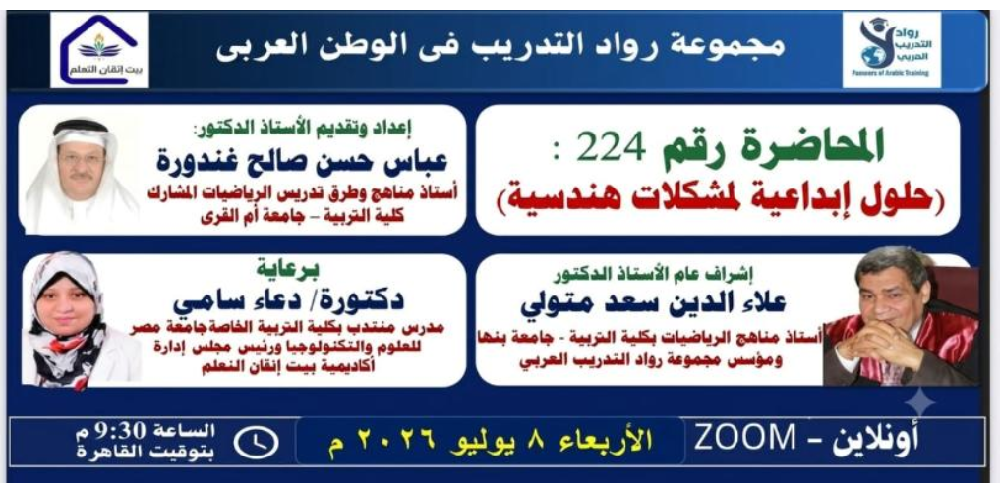 مجموعة رواد التدريب فى الوطن العربى
رواد
التدريب
العربى
Pioneers of Arabic Training
بيت إتقان التعلم
المحاضرة رقم 224 :
(حلول إبداعية لمشكلات هندسية)
إعداد وتقديم الأستاذ الدكتور:
عباس حسن صالح غندورة
أستاذ مناهج وطرق تدريس الرياضيات المشارك
كلية التربية – جامعة أم القرى
إشراف عام الأستاذ الدكتور
علاء الدين سعد متولي
أستاذ مناهج الرياضيات بكلية التربية - جامعة بنها
ومؤسس مجموعة رواد التدريب العربي
برعاية
دكتورة/ دعاء سامي
مدرس منتدب بكلية التربية الخاصة جامعة مصر
للعلوم والتكنولوجيا ورئيس مجلس إدارة
أكاديمية بيت إتقان التعلم
أونلاين – ZOOM
الأربعاء ٨ يوليو ٢٠٢٦ م
الساعة 9:30 م
بتوقيت القاهرة